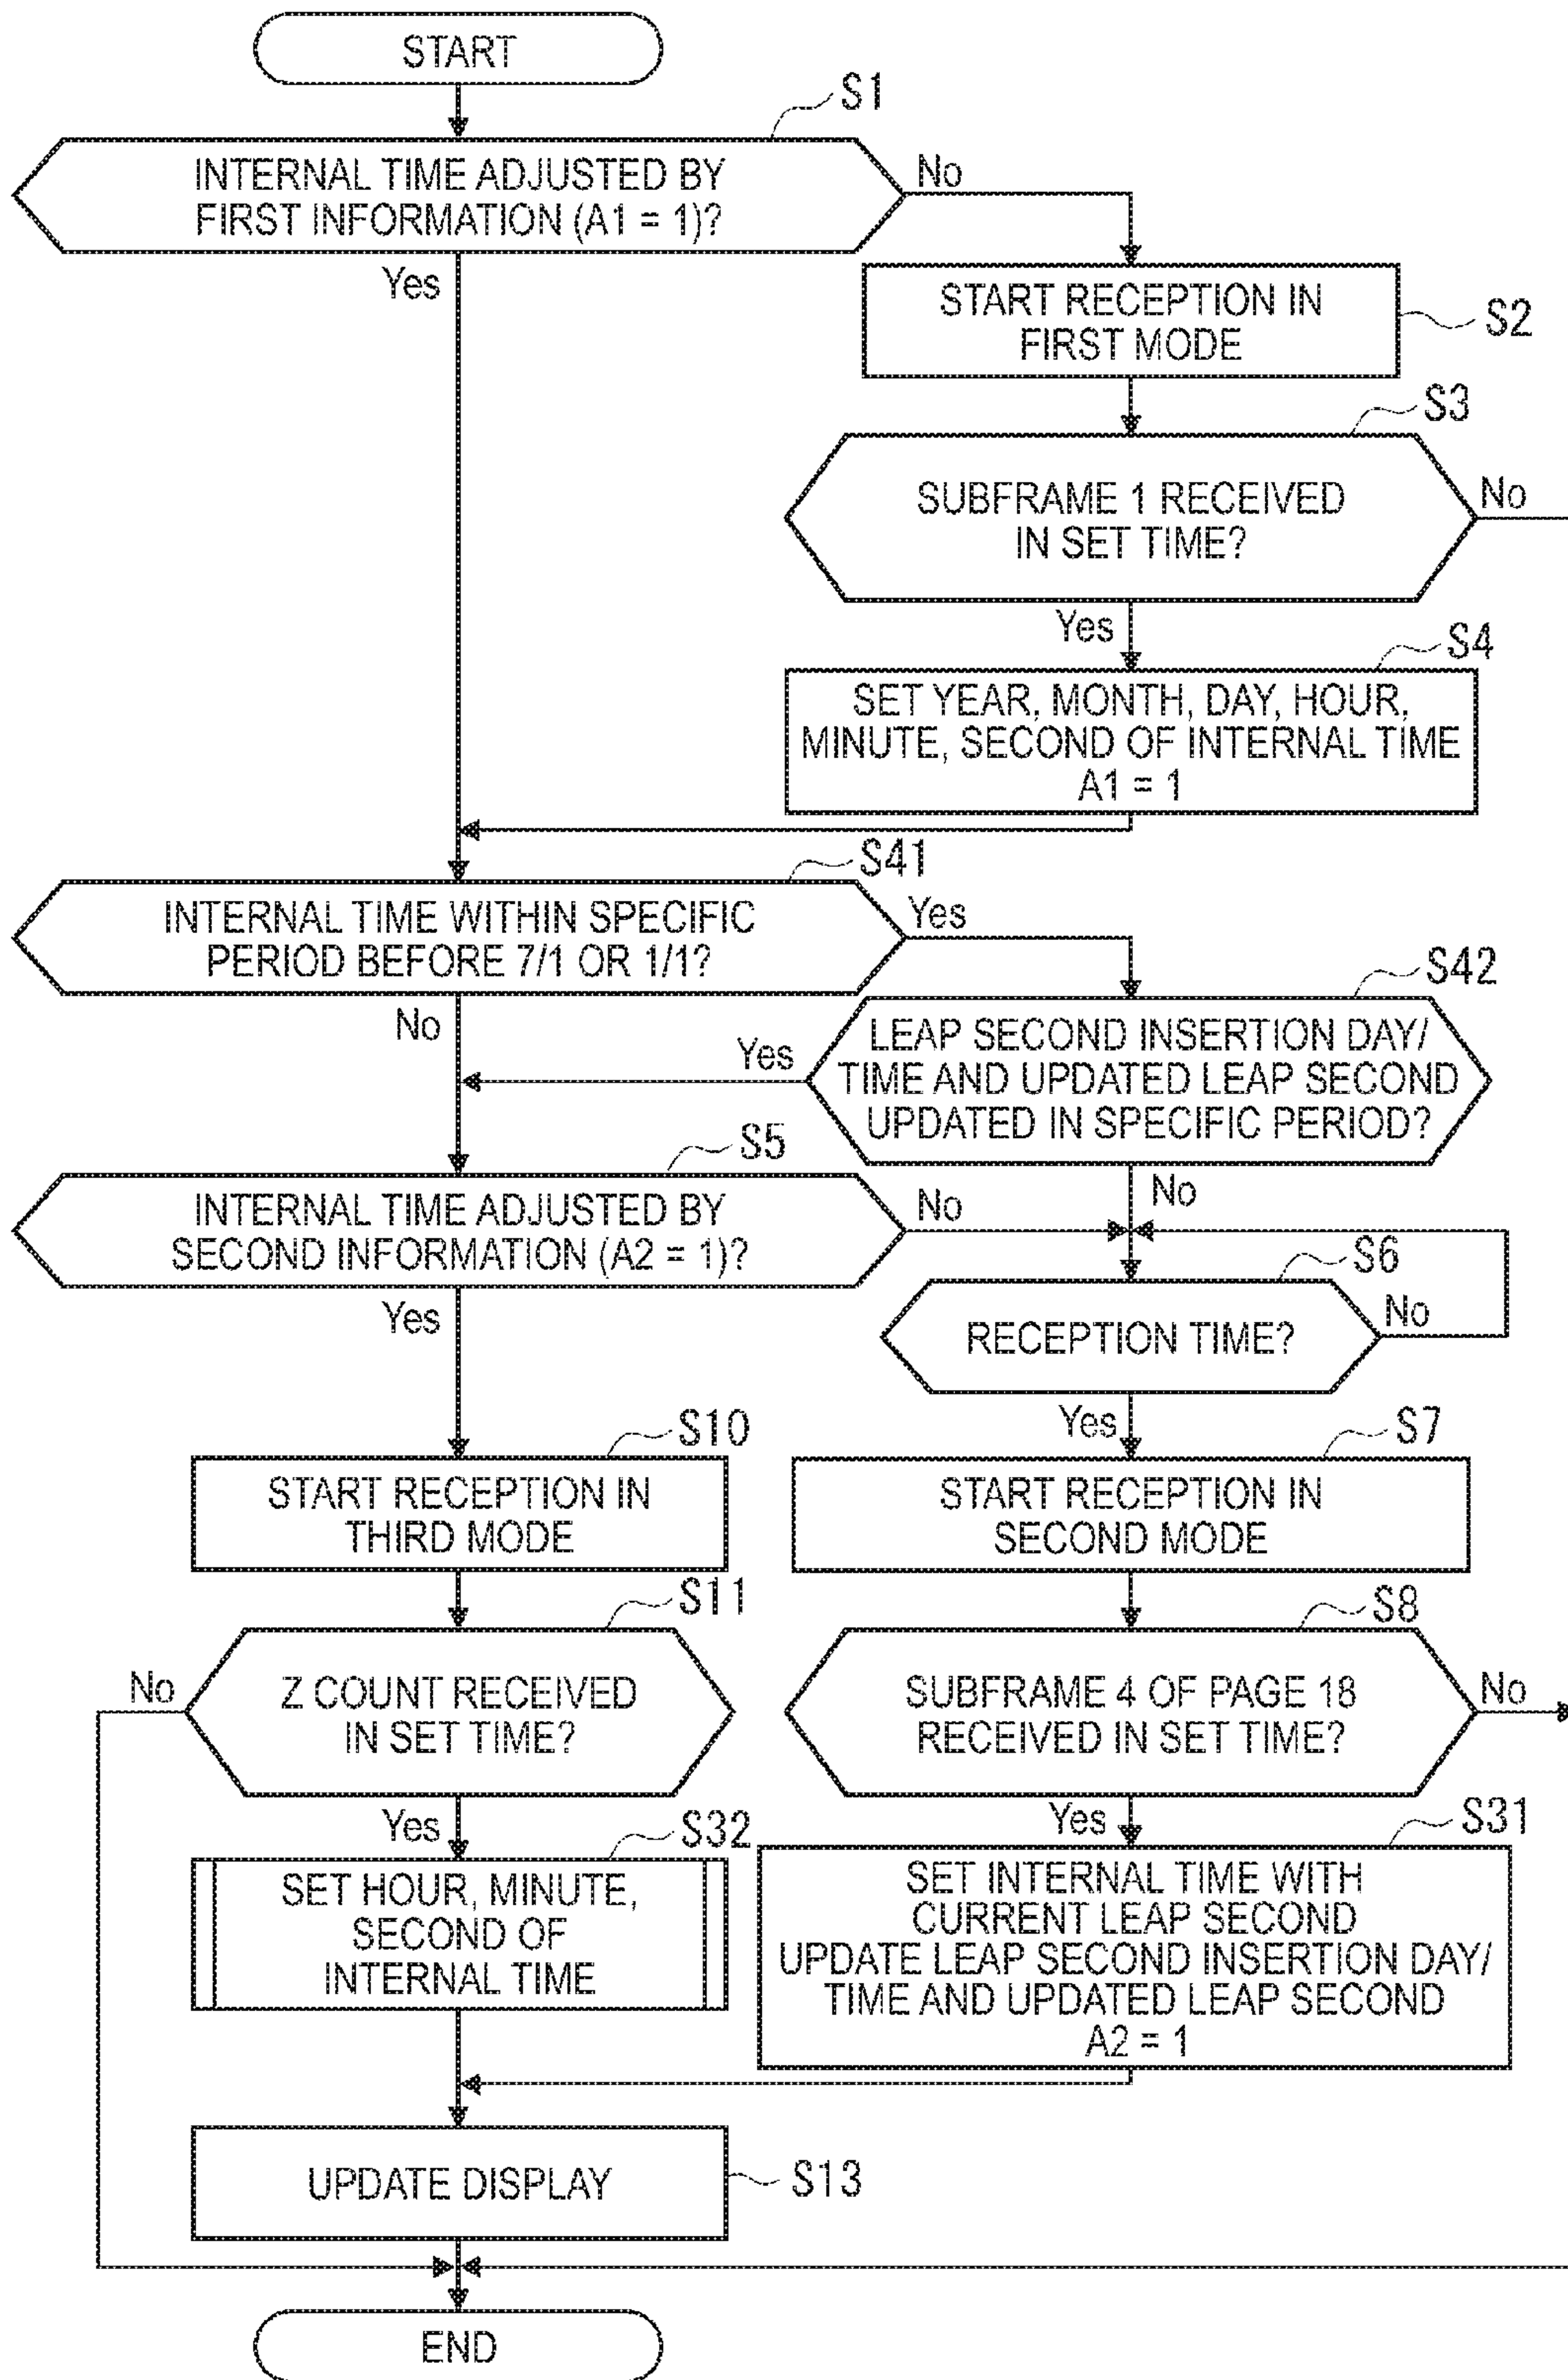 START
S1
INTERNAL TIME ADJUSTED BY
FIRST INFORMATION (A1 = 1)?
No
Yes
START RECEPTION IN
FIRST MODE
S2
S3
SUBFRAME 1 RECEIVED
IN SET TIME?
No
Yes
S4
SET YEAR, MONTH, DAY, HOUR,
MINUTE, SECOND OF INTERNAL TIME
A1 = 1
S41
INTERNAL TIME WITHIN SPECIFIC
PERIOD BEFORE 7/1 OR 1/1?
Yes
No
S42
LEAP SECOND INSERTION DAY/
TIME AND UPDATED LEAP SECOND
UPDATED IN SPECIFIC PERIOD?
Yes
No
S5
INTERNAL TIME ADJUSTED BY
SECOND INFORMATION (A2 = 1)?
No
Yes
S6
RECEPTION TIME?
No
Yes
S10
START RECEPTION IN
THIRD MODE
S7
START RECEPTION IN
SECOND MODE
S11
Z COUNT RECEIVED
IN SET TIME?
No
Yes
S8
SUBFRAME 4 OF PAGE 18
RECEIVED IN SET TIME?
No
Yes
S32
SET HOUR, MINUTE,
SECOND OF
INTERNAL TIME
S31
SET INTERNAL TIME WITH
CURRENT LEAP SECOND
UPDATE LEAP SECOND INSERTION DAY/
TIME AND UPDATED LEAP SECOND
A2 = 1
UPDATE DISPLAY
S13
END